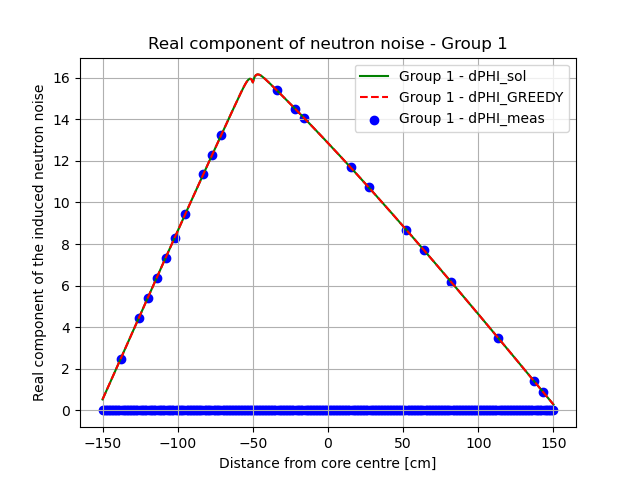 Real component of neutron noise - Group 1
Real component of the induced neutron noise
16
14
12
10
8
6
4
2
0
Group 1 - dPHI_sol
Group 1 - dPHI_GREEDY
Group 1 - dPHI_meas
−150
−100
−50
0
50
100
150
Distance from core centre [cm]